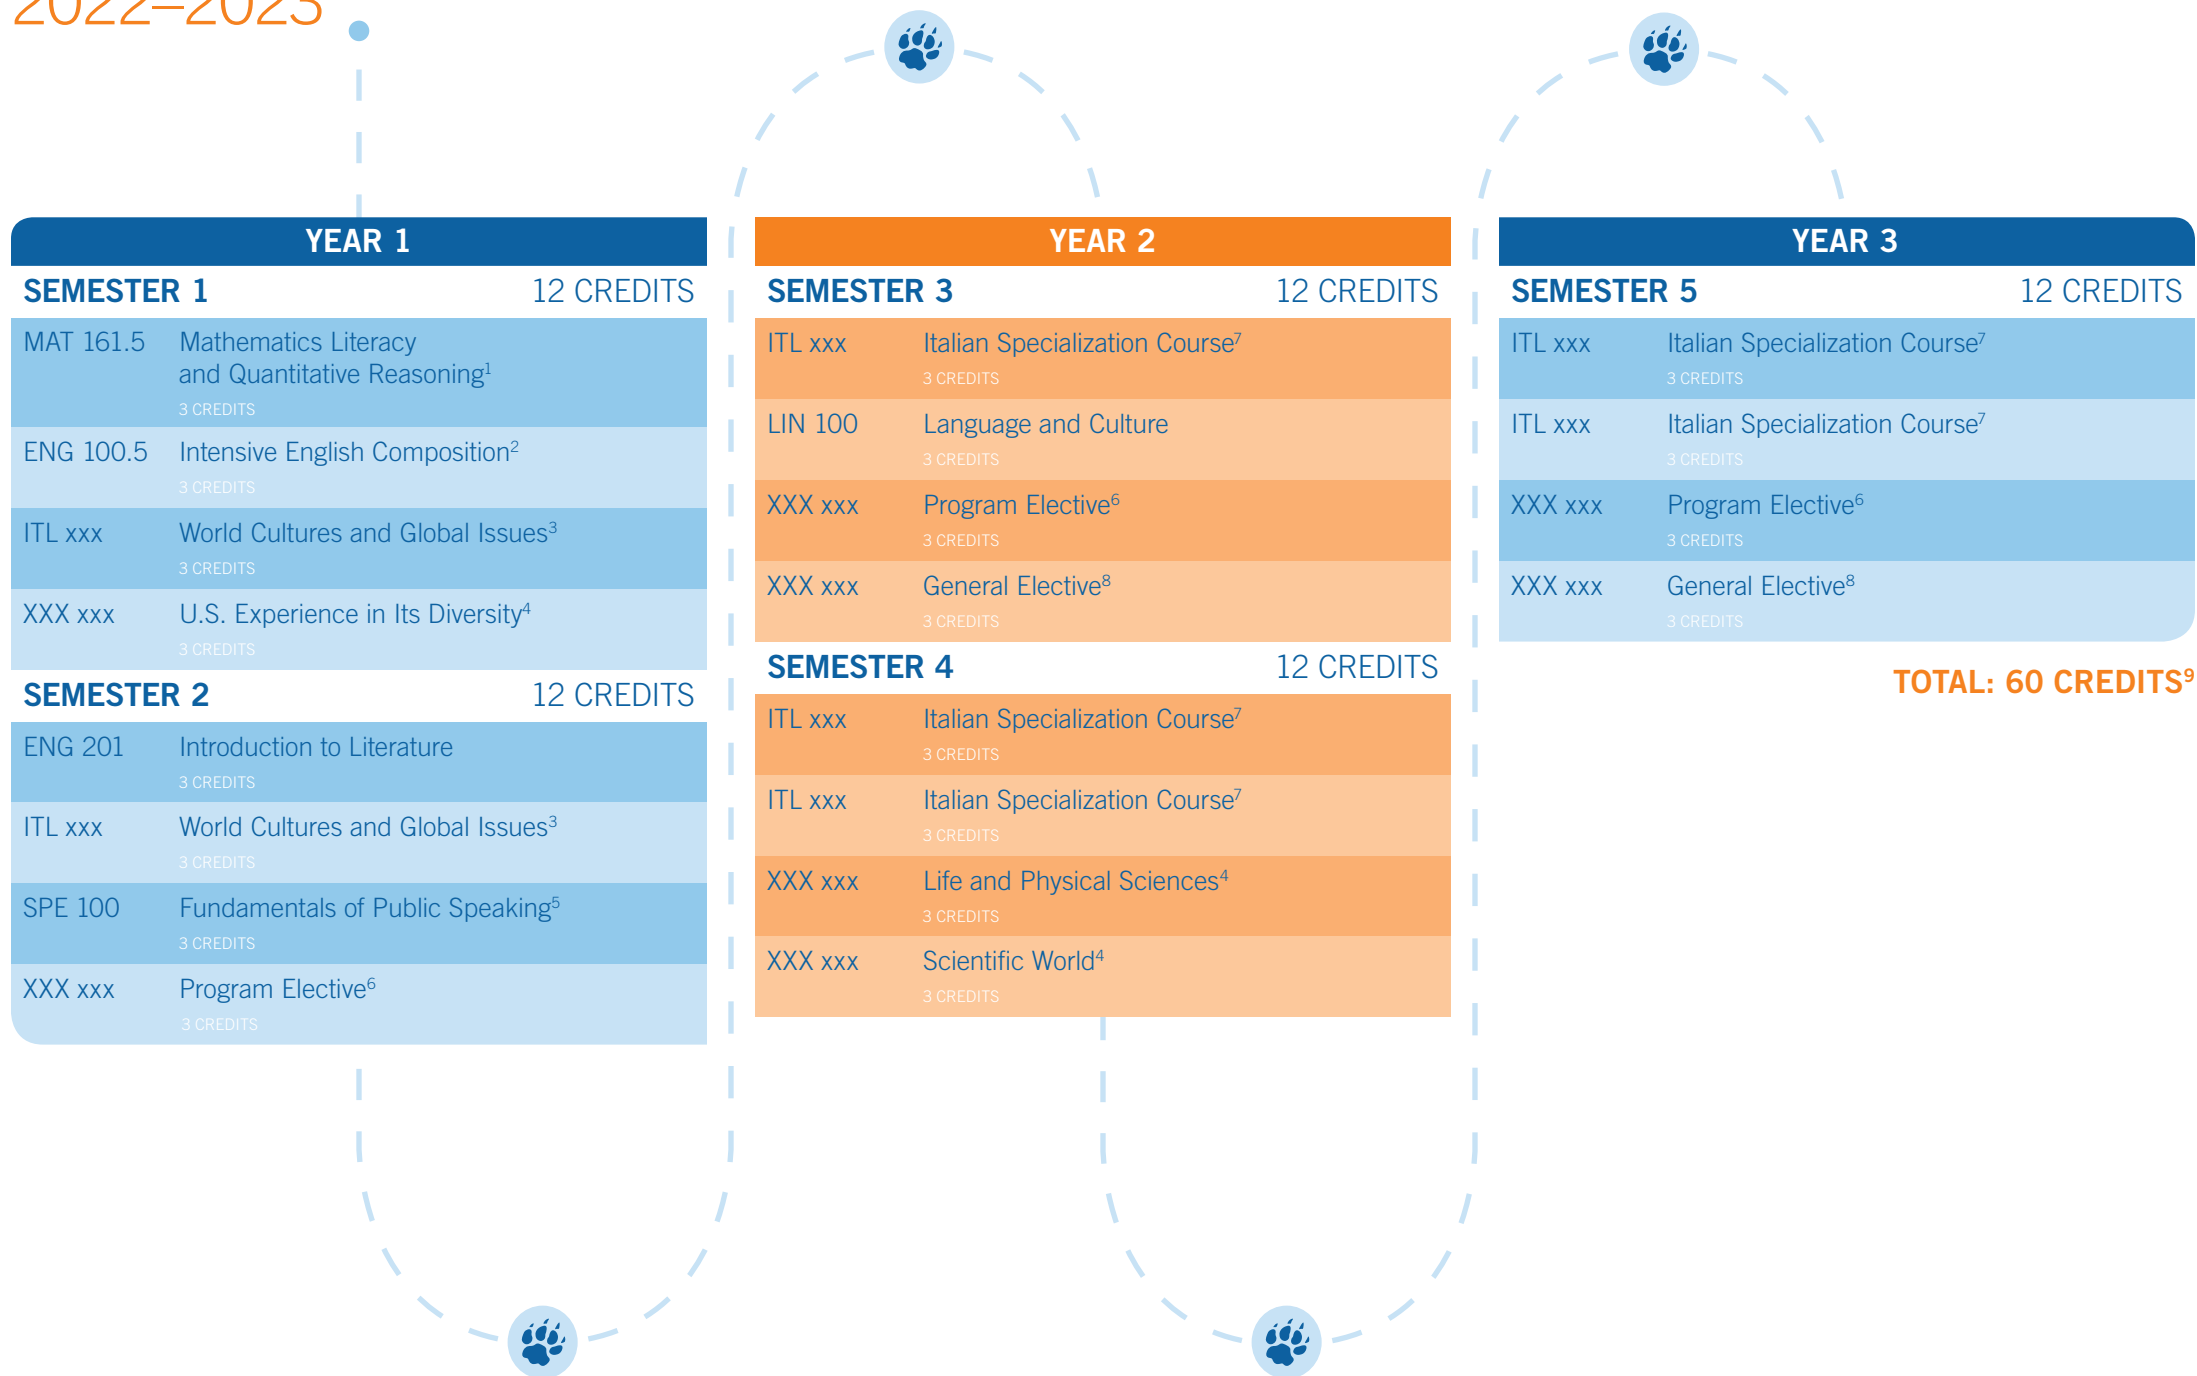 2022–2023
YEAR 1
SEMESTER 1 12 CREDITS
MAT 161.5 Mathematics Literacy
and Quantitative Reasoning¹
3 CREDITS
ENG 100.5 Intensive English Composition²
3 CREDITS
ITL xxx World Cultures and Global Issues³
3 CREDITS
XXX xxx U.S. Experience in Its Diversity⁴
3 CREDITS
SEMESTER 2 12 CREDITS
ENG 201 Introduction to Literature
3 CREDITS
ITL xxx World Cultures and Global Issues³
3 CREDITS
SPE 100 Fundamentals of Public Speaking⁵
3 CREDITS
XXX xxx Program Elective⁶
3 CREDITS
YEAR 2
SEMESTER 3 12 CREDITS
ITL xxx Italian Specialization Course⁷
3 CREDITS
LIN 100 Language and Culture
3 CREDITS
XXX xxx Program Elective⁶
3 CREDITS
XXX xxx General Elective⁸
3 CREDITS
SEMESTER 4 12 CREDITS
ITL xxx Italian Specialization Course⁷
3 CREDITS
ITL xxx Italian Specialization Course⁷
3 CREDITS
XXX xxx Life and Physical Sciences⁴
3 CREDITS
XXX xxx Scientific World⁴
3 CREDITS
YEAR 3
SEMESTER 5 12 CREDITS
ITL xxx Italian Specialization Course⁷
3 CREDITS
ITL xxx Italian Specialization Course⁷
3 CREDITS
XXX xxx Program Elective⁶
3 CREDITS
XXX xxx General Elective⁸
3 CREDITS
TOTAL: 60 CREDITS⁹